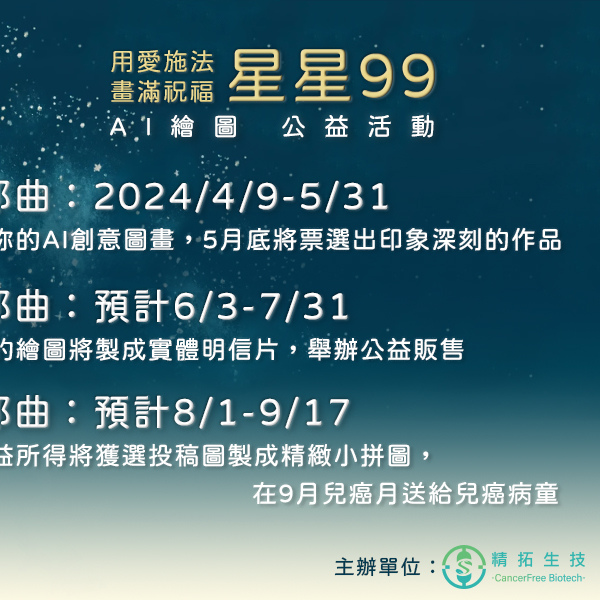 用愛施法
畫滿祝福
星星99
AI繪圖 公益活動
部曲：2024/4/9-5/31
你的AI創意圖畫，5月底將票選出印象深刻的作品
部曲：預計6/3-7/31
的繪圖將製成實體明信片，舉辦公益販售
部曲：預計8/1-9/17
益所得將獲選投稿圖製成精緻小拼圖，
在9月兒癌月送給兒癌病童
主辦單位：精拓生技
·CancerFree Biotech·